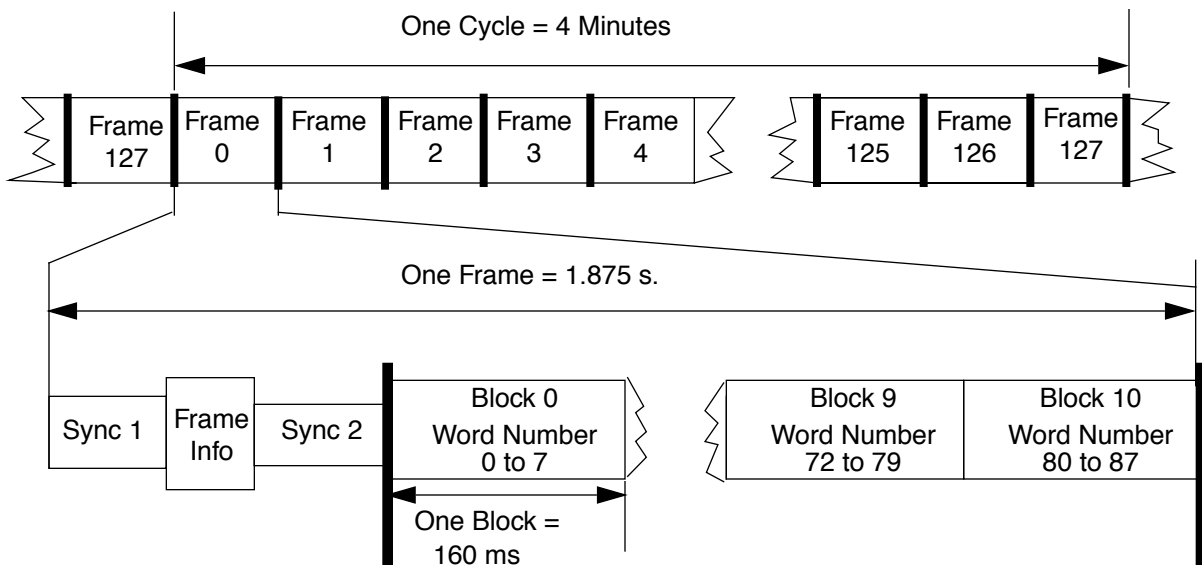 One Cycle = 4 Minutes
Frame 127
Frame 0
Frame 1
Frame 2
Frame 3
Frame 4
Frame 125
Frame 126
Frame 127
One Frame = 1.875 s.
Sync 1
Frame Info
Sync 2
Block 0
Word Number
0 to 7
Block 9
Word Number
72 to 79
Block 10
Word Number
80 to 87
One Block =
160 ms